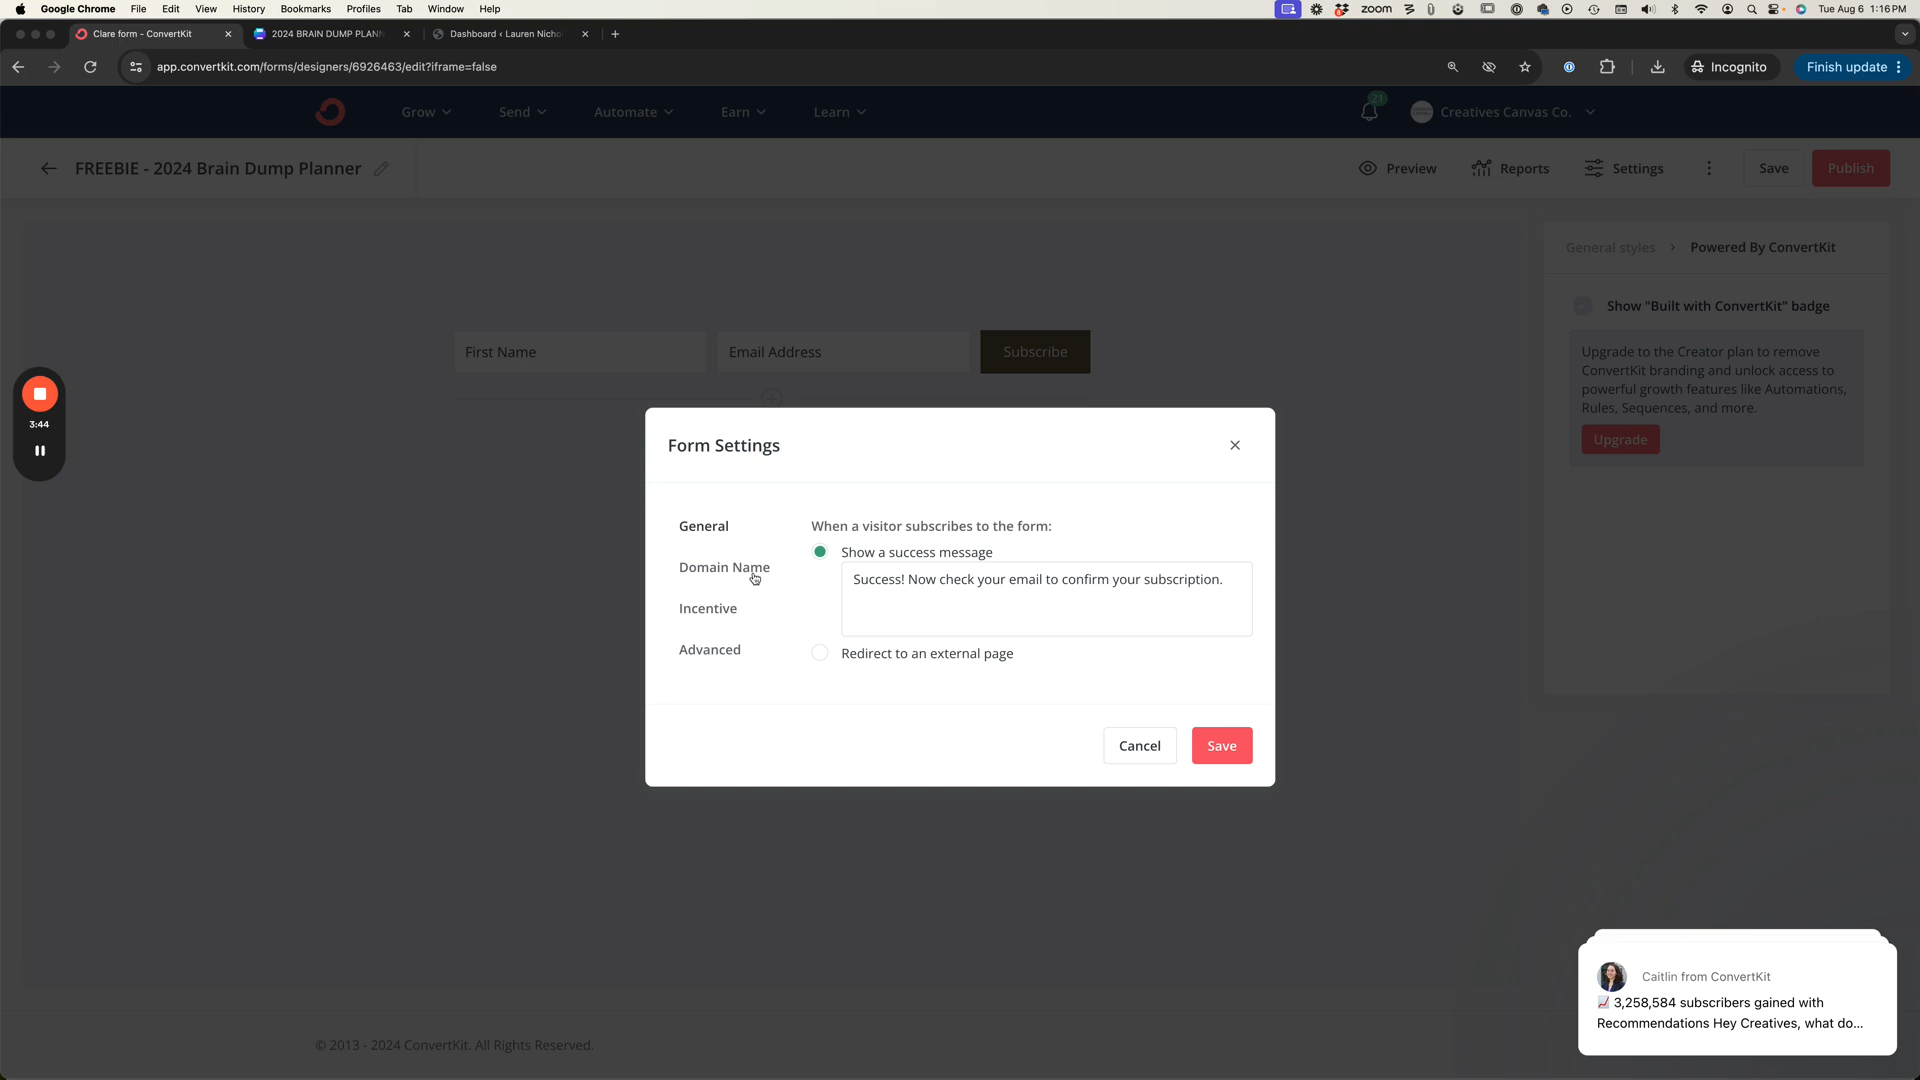 Google Chrome File Edit View History Bookmarks Profiles Tab Window Help zoom Tue Aug 6 1:16 PM
Clare form - ConvertKit 2024 BRAIN DUMP PLANN Dashboard ‹ Lauren Nichol
app.convertkit.com/forms/designers/6926463/edit?iframe=false Incognito Finish update
Grow Send Automate Earn Learn 21 Creatives Canvas Co.
FREEBIE - 2024 Brain Dump Planner Preview Reports Settings Save Publish
General styles > Powered By ConvertKit
Show "Built with ConvertKit" badge
Upgrade to the Creator plan to remove
ConvertKit branding and unlock access to
powerful growth features like Automations,
Rules, Sequences, and more.
Upgrade
First Name Email Address Subscribe
3:44
Form Settings
General
Domain Name
Incentive
Advanced
When a visitor subscribes to the form:
Show a success message
Success! Now check your email to confirm your subscription.
Redirect to an external page
Cancel Save
Caitlin from ConvertKit
3,258,584 subscribers gained with
Recommendations Hey Creatives, what do...
© 2013 - 2024 ConvertKit. All Rights Reserved.